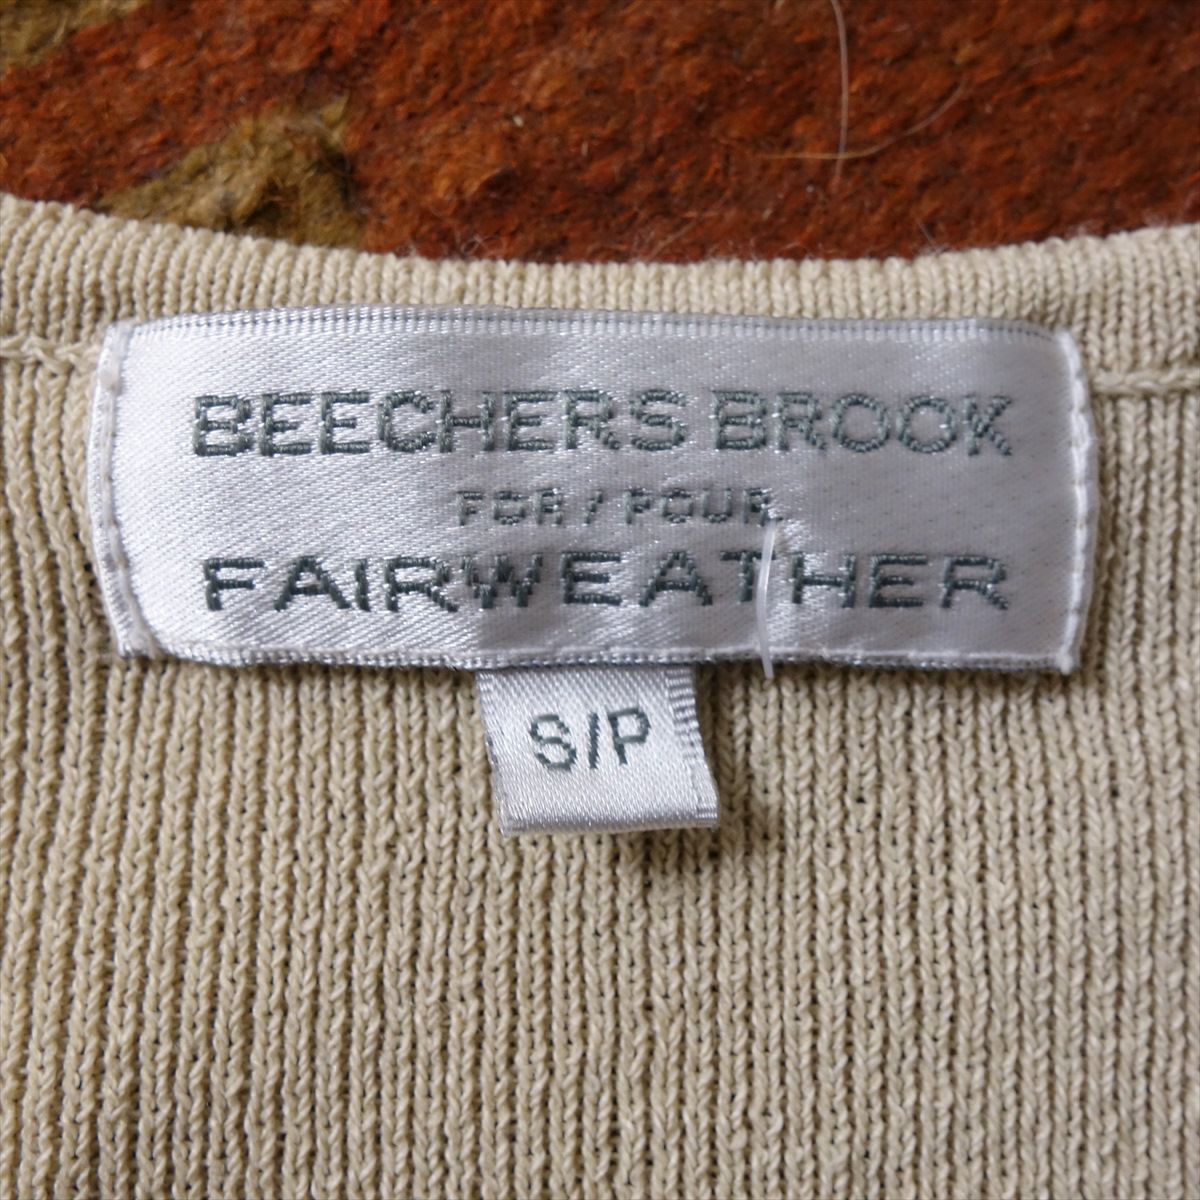 BEECHERS BROOK
FOR / POUR
FAIRWEATHER
S/P